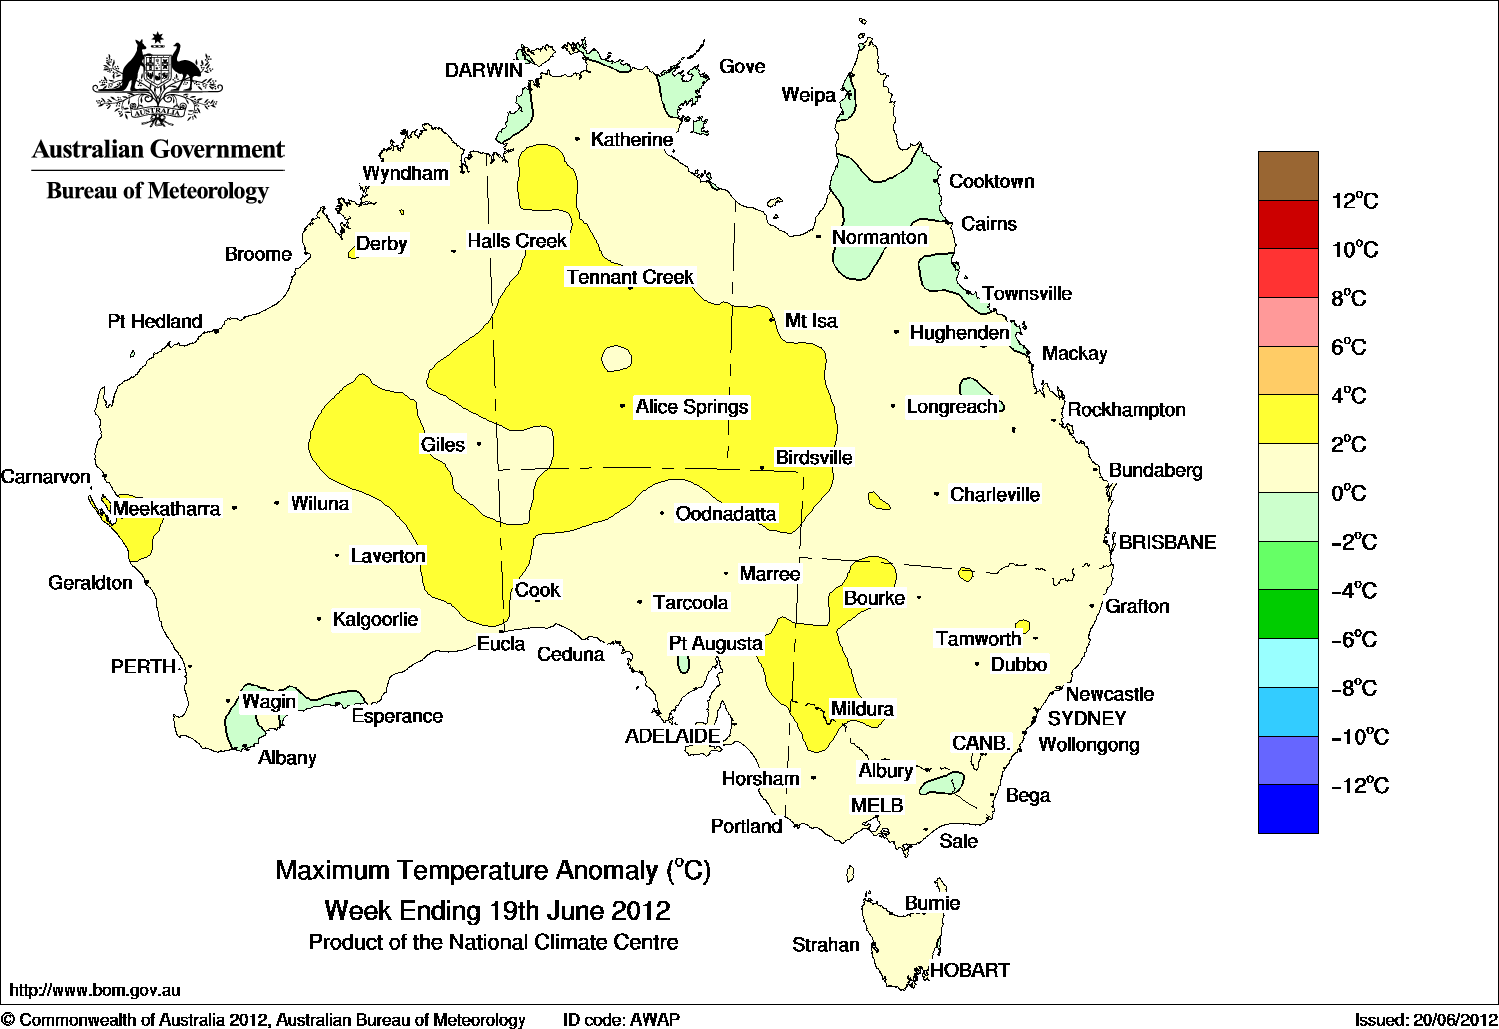 DARWIN
Gove
Weipa
Katherine
AUSTRALIA
Australian Government
Bureau of Meteorology
Wyndham
Cooktown
Cairns
Halls Creek
Normanton
Derby
Broome
Tennant Creek
Townsville
Pt Hedland
Mt Isa
Hughenden
Mackay
Alice Springs
Longreach
Rockhampton
Giles
Birdsville
Bundaberg
Carnarvon
Meekatharra
Wiluna
Charleville
Oodnadatta
BRISBANE
Laverton
Marree
Geraldton
Cook
Tarcoola
Bourke
Grafton
Kalgoorlie
Eucla
Ceduna
Pt Augusta
Tamworth
Dubbo
PERTH
Newcastle
Wagin
Esperance
Mildura
SYDNEY
ADELAIDE
CANB.
Wollongong
Albany
Horsham
Albury
Bega
MELB
Portland
Sale
Burnie
Strahan
HOBART
12°C
10°C
8°C
6°C
4°C
2°C
0°C
-2°C
-4°C
-6°C
-8°C
-10°C
-12°C
Maximum Temperature Anomaly (°C)
Week Ending 19th June 2012
Product of the National Climate Centre
http://www.bom.gov.au
© Commonwealth of Australia 2012, Australian Bureau of Meteorology ID code: AWAP Issued: 20/06/2012